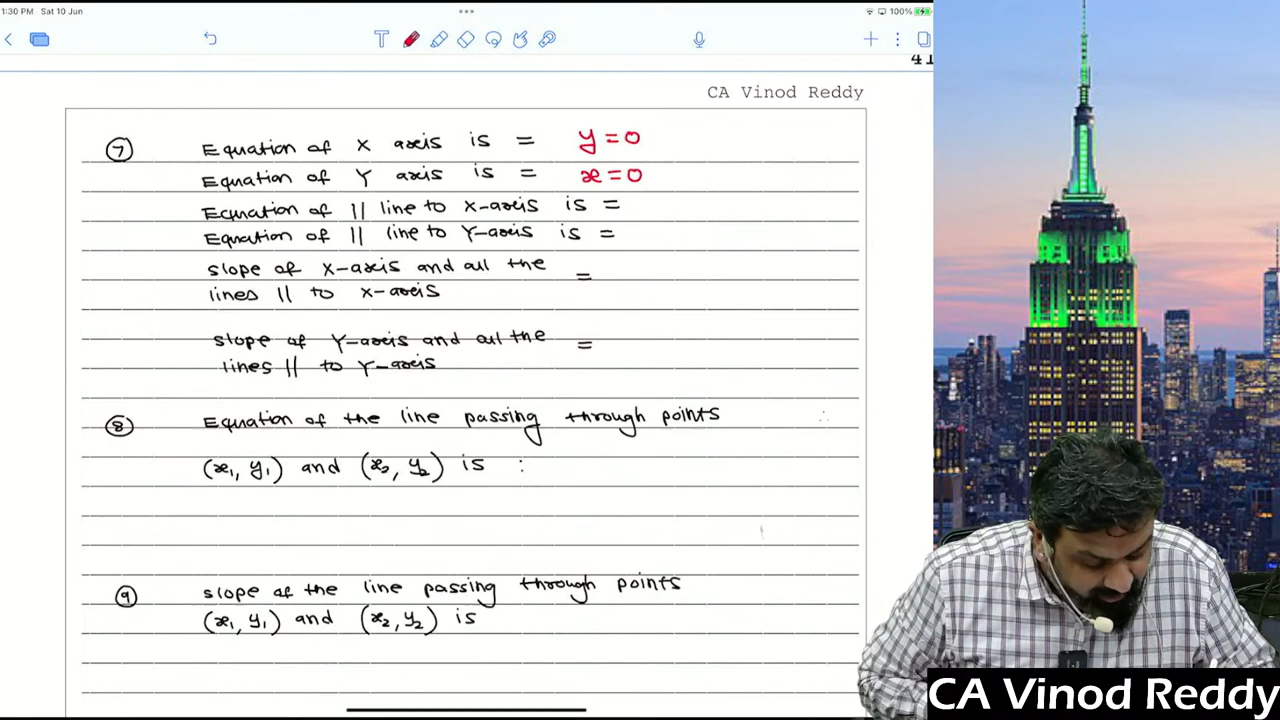 1:30 PM Sat 10 Jun
100%
T
41
CA Vinod Reddy
7 Equation of X axis is = y = 0
Equation of Y axis is = x = 0
Equation of || line to X-axis is =
Equation of || line to Y-axis is =
slope of X-axis and all the
lines || to x-axis =
slope of Y-axis and all the
lines || to Y-axis =
8 Equation of the line passing through points
(x₁, y₁) and (x₂, y₂) is :
9 slope of the line passing through points
(x₁, y₁) and (x₂, y₂) is
CA Vinod Reddy